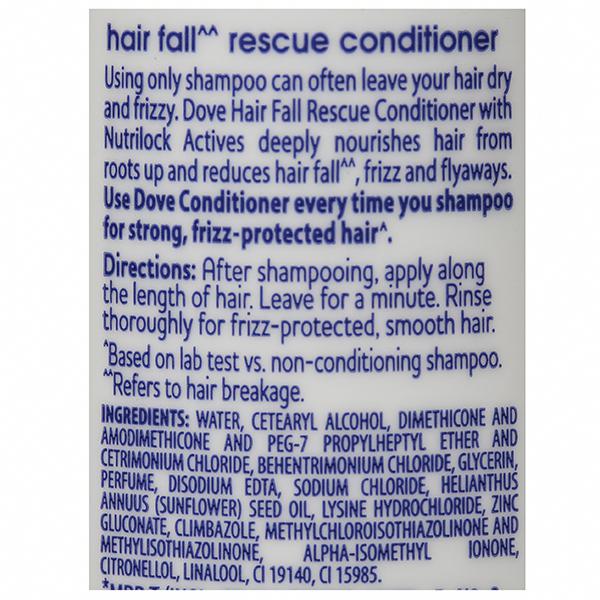 hair fall^^ rescue conditioner
Using only shampoo can often leave your hair dry
and frizzy. Dove Hair Fall Rescue Conditioner with
Nutrilock Actives deeply nourishes hair from
roots up and reduces hair fall^^, frizz and flyaways.
Use Dove Conditioner every time you shampoo
for strong, frizz-protected hair^.
Directions: After shampooing, apply along
the length of hair. Leave for a minute. Rinse
thoroughly for frizz-protected, smooth hair.
^Based on lab test vs. non-conditioning shampoo.
^^Refers to hair breakage.
INGREDIENTS: WATER, CETEARYL ALCOHOL, DIMETHICONE AND
AMODIMETHICONE AND PEG-7 PROPYLHEPTYL ETHER AND
CETRIMONIUM CHLORIDE, BEHENTRIMONIUM CHLORIDE, GLYCERIN,
PERFUME, DISODIUM EDTA, SODIUM CHLORIDE, HELIANTHUS
ANNUUS (SUNFLOWER) SEED OIL, LYSINE HYDROCHLORIDE, ZINC
GLUCONATE, CLIMBAZOLE, METHYLCHLOROISOTHIAZOLINONE AND
METHYLISOTHIAZOLINONE, ALPHA-ISOMETHYL IONONE,
CITRONELLOL, LINALOOL, CI 19140, CI 15985.